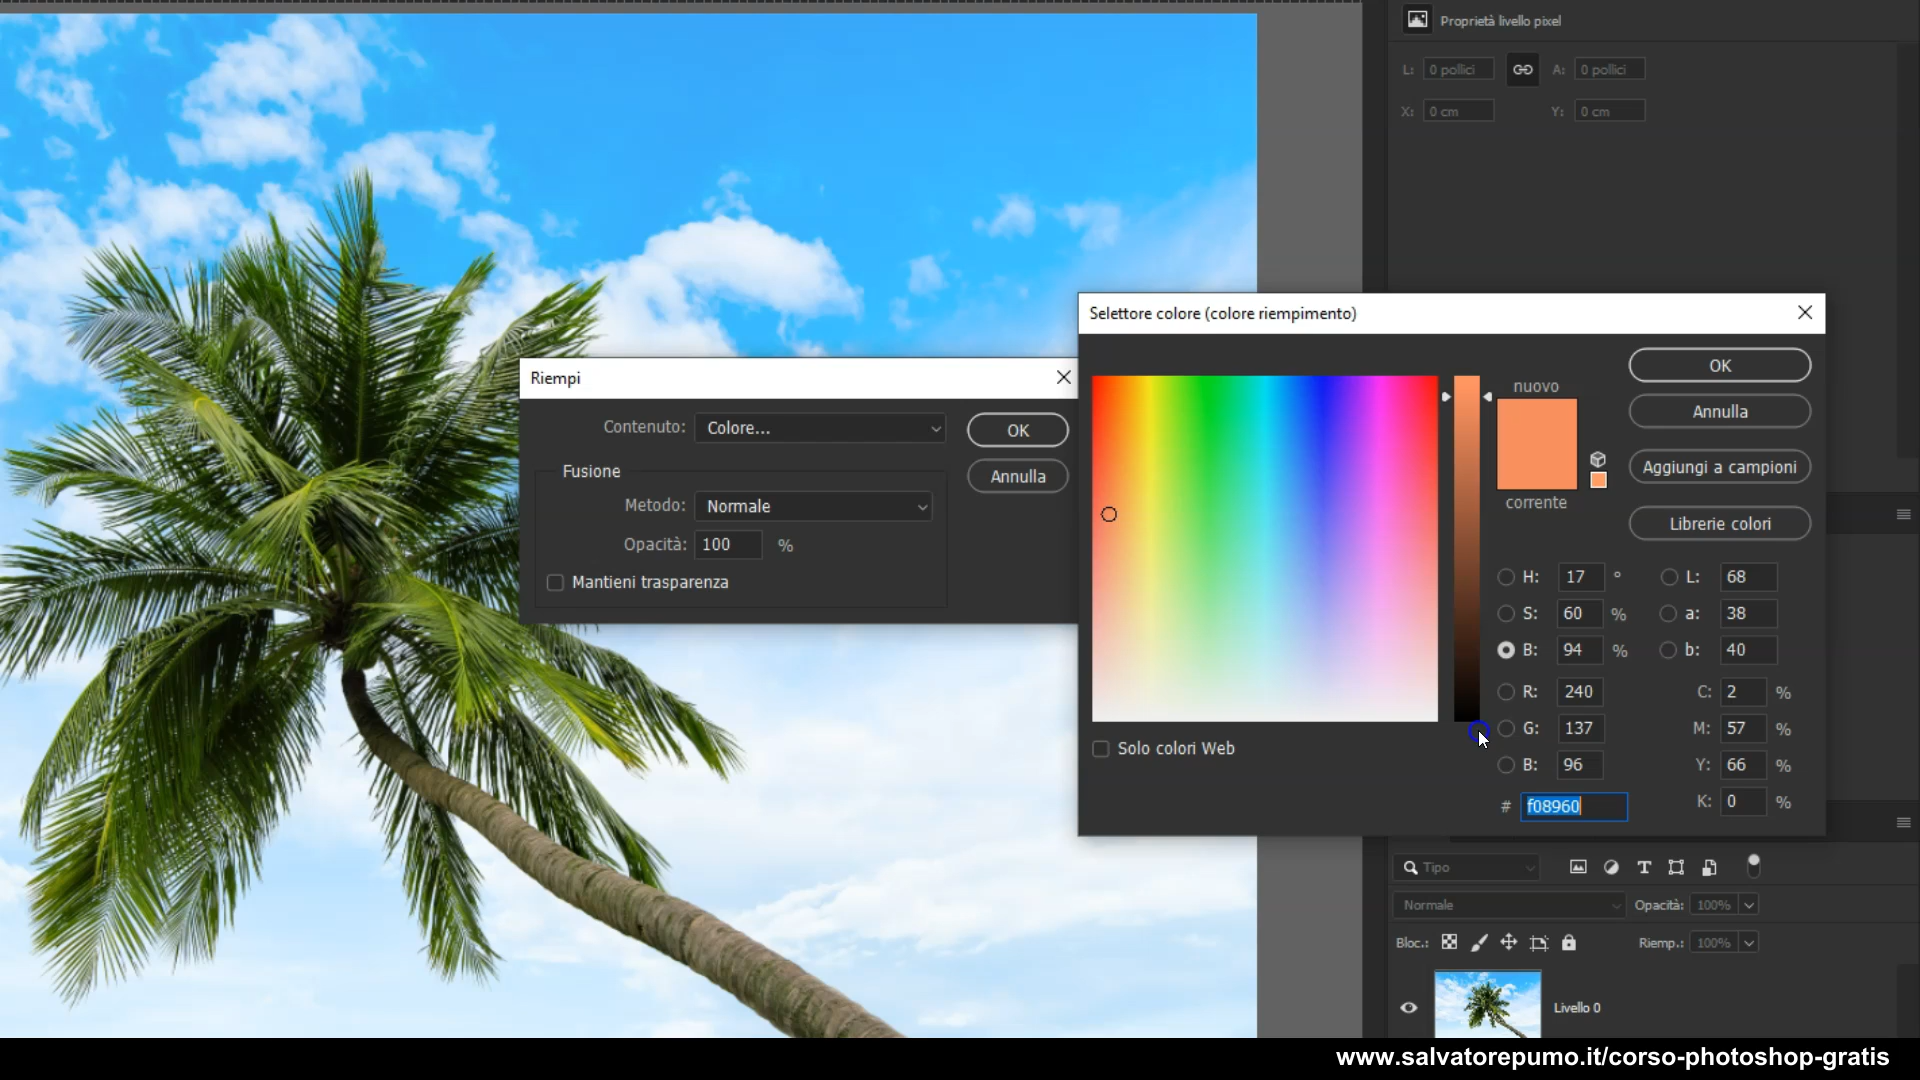 Proprietà livello pixel
L: 0 pollici A: 0 pollici
X: 0 cm Y: 0 cm
Selettore colore (colore riempimento)
nuovo
corrente
OK
Annulla
Aggiungi a campioni
Librerie colori
H: 17 °
S: 60 %
B: 94 %
R: 240
G: 137
B: 96
# f08960
L: 68
a: 38
b: 40
C: 2 %
M: 57 %
Y: 66 %
K: 0 %
Solo colori Web
Riempi
Contenuto: Colore...
OK
Annulla
Fusione
Metodo: Normale
Opacità: 100 %
Mantieni trasparenza
Tipo
Normale Opacità: 100%
Bloc.: Riemp.: 100%
Livello 0
www.salvatorepumo.it/corso-photoshop-gratis